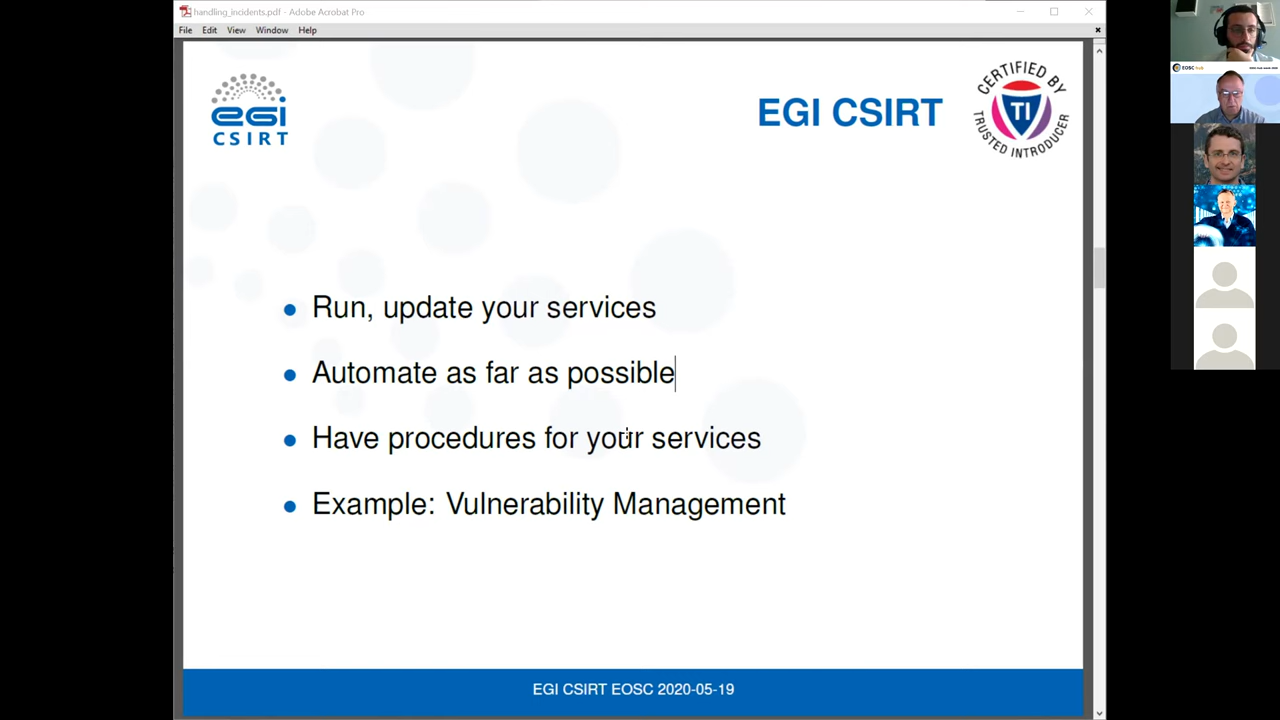 handling_incidents.pdf - Adobe Acrobat Pro
File Edit View Window Help
egi
CSIRT
EGI CSIRT
CERTIFIED BY
TI
TRUSTED INTRODUCER
Run, update your services
Automate as far as possible
Have procedures for your services
Example: Vulnerability Management
EGI CSIRT EOSC 2020-05-19